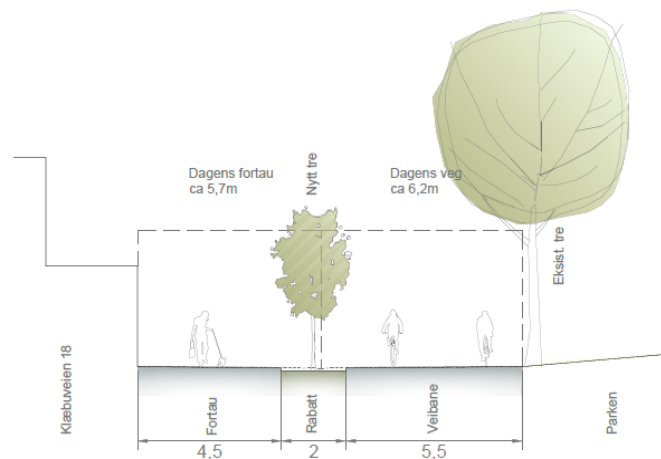 Dagens fortau
ca 5,7m
Nytt tre
Dagens veg
ca 6,2m
Eksist. tre
Klæbuveien 18
Fortau
Rabatt
Veibane
Parken
4,5
2
5,5